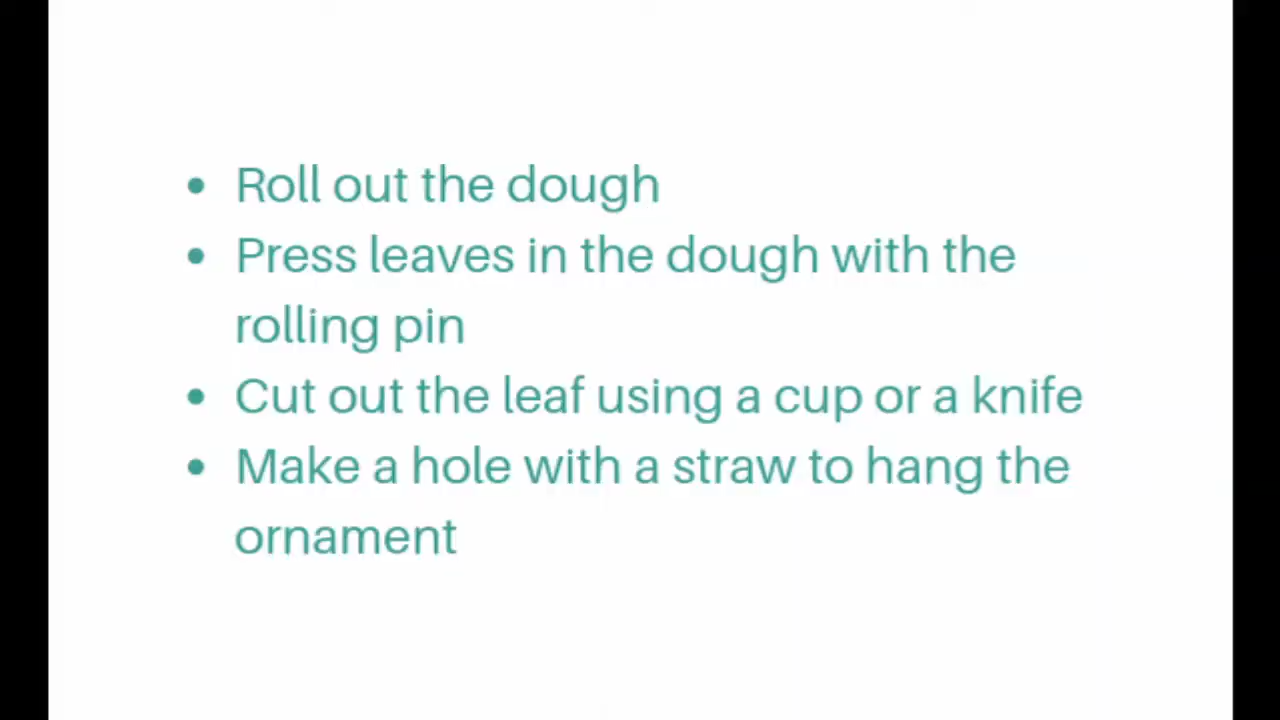 • Roll out the dough
• Press leaves in the dough with the
rolling pin
• Cut out the leaf using a cup or a knife
• Make a hole with a straw to hang the
ornament